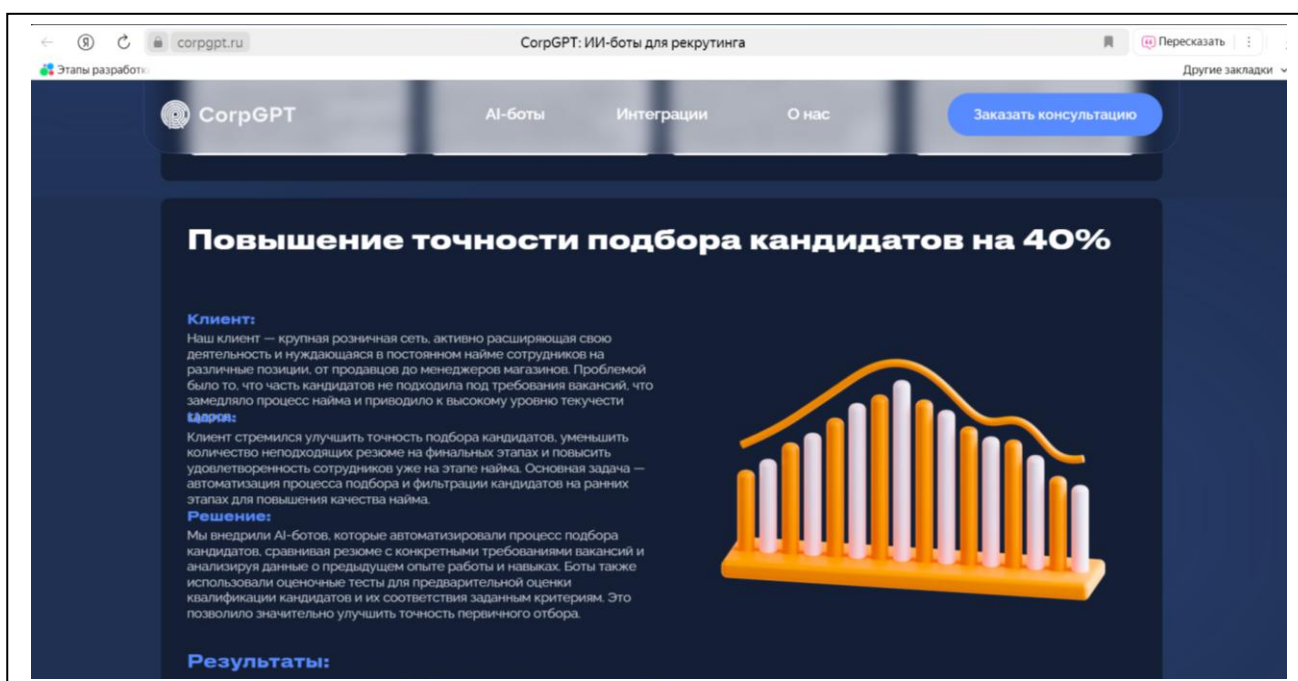 corpgpt.ru
CorpGPT: ИИ-боты для рекрутинга
Пересказать
Этапы разработк
Другие закладки
CorpGPT
AI-боты
Интеграции
О нас
Заказать консультацию
Повышение точности подбора кандидатов на 40%
Клиент:
Наш клиент — крупная розничная сеть, активно расширяющая свою
деятельность и нуждающаяся в постоянном найме сотрудников на
различные позиции, от продавцов до менеджеров магазинов. Проблемой
было то, что часть кандидатов не подходила под требования вакансий, что
замедляло процесс найма и приводило к высокому уровню текучести
Клиент стремился улучшить точность подбора кандидатов, уменьшить
количество неподходящих резюме на финальных этапах и повысить
удовлетворенность сотрудников уже на этапе найма. Основная задача —
автоматизация процесса подбора и фильтрации кандидатов на ранних
этапах для повышения качества найма.
Решение:
Мы внедрили AI-ботов, которые автоматизировали процесс подбора
кандидатов, сравнивая резюме с конкретными требованиями вакансий и
анализируя данные о предыдущем опыте работы и навыках. Боты также
использовали оценочные тесты для предварительной оценки
квалификации кандидатов и их соответствия заданным критериям. Это
позволило значительно улучшить точность первичного отбора.
Результаты: